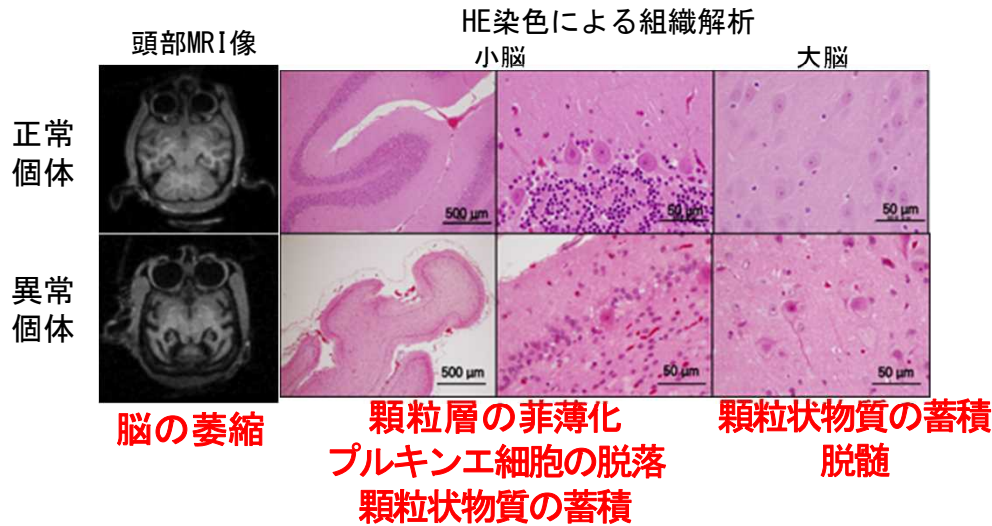 HE染色による組織解析
頭部MRI像
小脳
大脳
正常
個体
500 µm
50 µm
50 µm
異常
個体
500 µm
50 µm
50 µm
脳の萎縮
顆粒層の菲薄化
プルキンエ細胞の脱落
顆粒状物質の蓄積
顆粒状物質の蓄積
脱髄